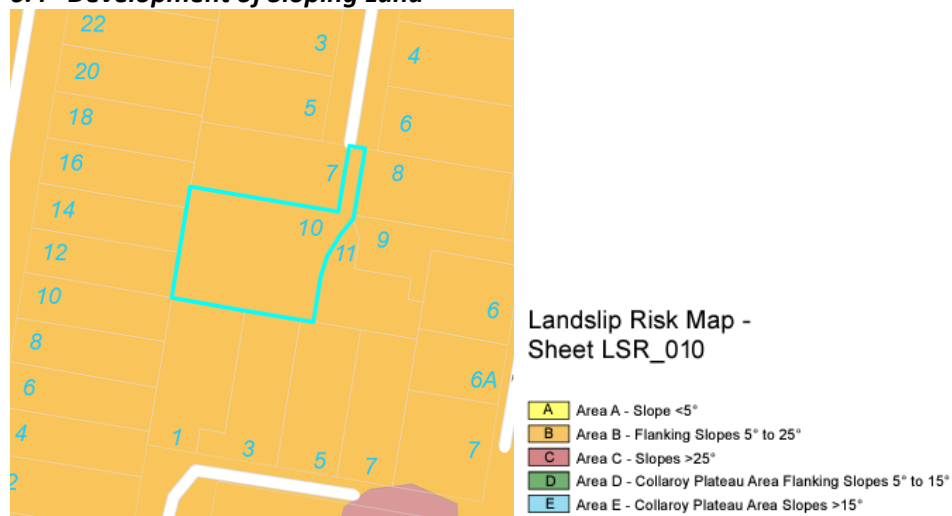 Development of Sloping Land
22
3
4
20
5
18
6
16
7
8
14
10
9
12
11
10
6
8
6A
6
4
1
3
7
5
7
2
Landslip Risk Map -
Sheet LSR_010
A Area A - Slope <5°
B Area B - Flanking Slopes 5° to 25°
C Area C - Slopes >25°
D Area D - Collaroy Plateau Area Flanking Slopes 5° to 15°
E Area E - Collaroy Plateau Area Slopes >15°